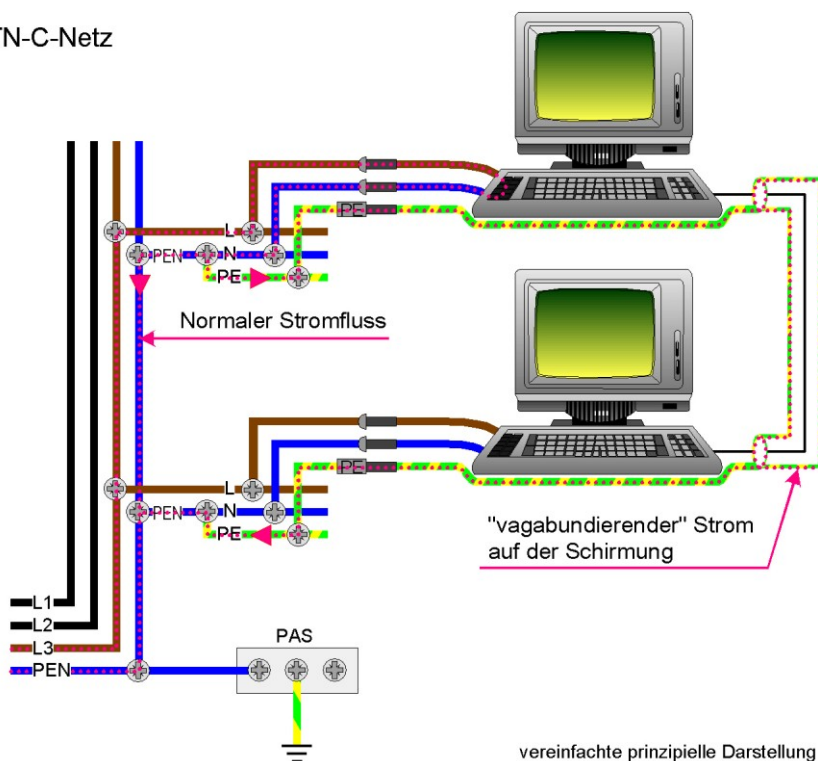 TN-C-Netz
PE
L
PEN
N
PE
Normaler Stromfluss
PE
L
PEN
N
PE
"vagabundierender" Strom
auf der Schirmung
L1
L2
L3
PEN
PAS
vereinfachte prinzipielle Darstellung